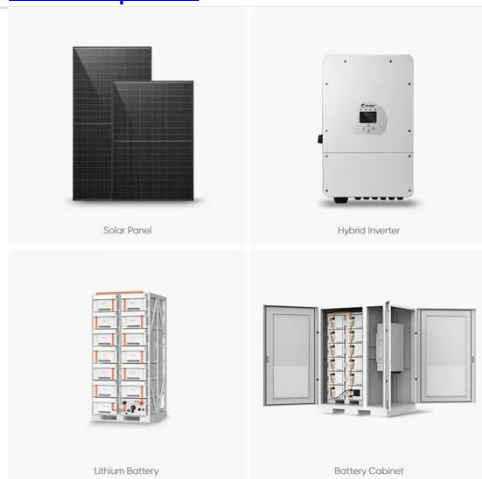 Solar Panel
Hybrid Inverter
Lithium Battery
Battery Cabinet